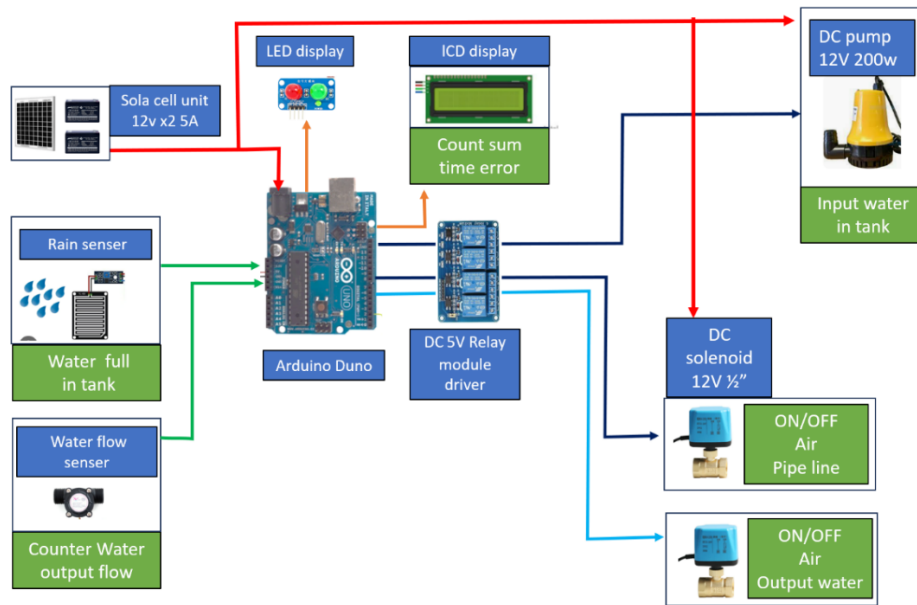 LED display
lCD display
DC pump
12V 200w
Sola cell unit
12v x2 5A
Count sum
time error
Input water
in tank
Rain senser
Water full
in tank
Arduino Duno
DC 5V Relay
module
driver
DC
solenoid
12V ½”
Water flow
senser
Counter Water
output flow
ON/OFF
Air
Pipe line
ON/OFF
Air
Output water
UNO